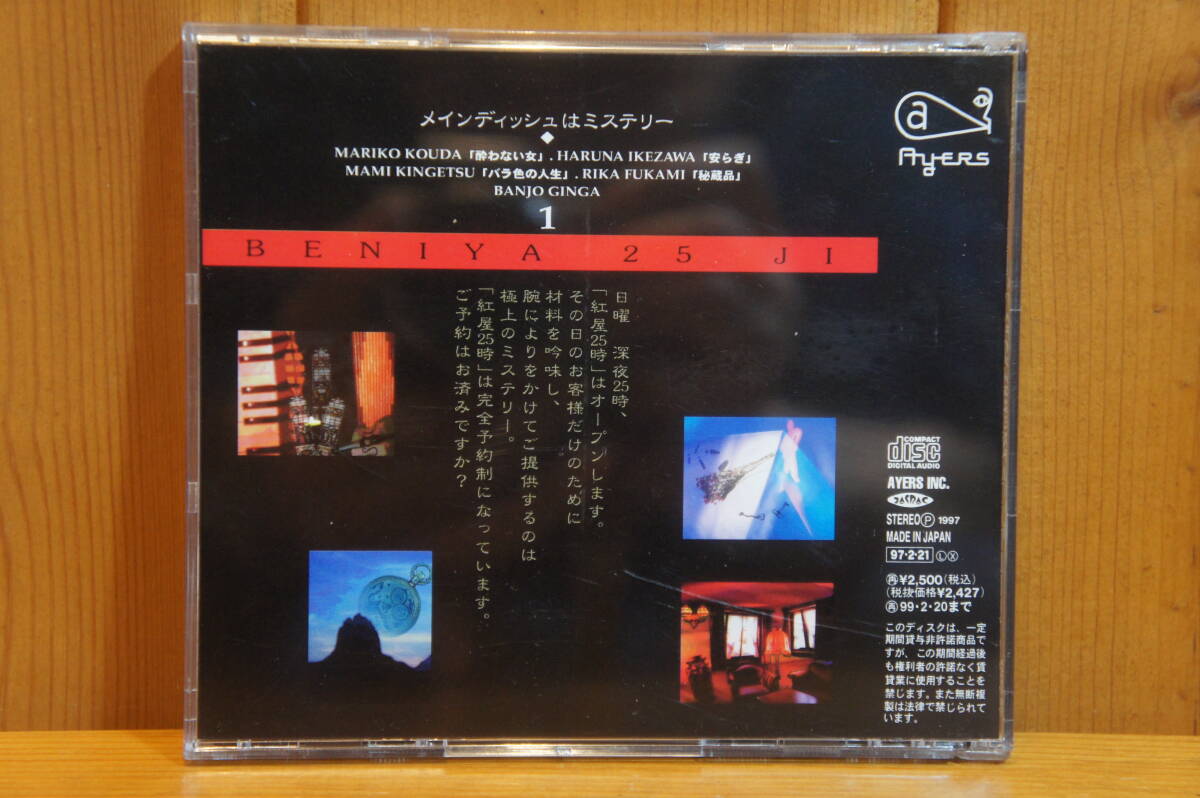 メインディッシュはミステリー
MARIKO KOUDA「酔わない女」. HARUNA IKEZAWA「安らぎ」
MAMI KINGETSU「バラ色の人生」. RIKA FUKAMI「秘蔵品」
BANJO GINGA
1
BENIYA 25 JI
日曜 深夜25時、
「紅屋25時」はオープンします。
その日のお客様だけのために
材料を吟味し、
腕によりをかけてご提供するのは
極上のミステリー。
「紅屋25時」は完全予約制になっています。
ご予約はお済みですか?
a
AyERS
COMPACT
disc
DIGITAL AUDIO
AYERS INC.
JASRAC
STEREO Ⓟ 1997
MADE IN JAPAN
97・2・21 Ⓛ Ⓧ
㊢¥2,500(税込)
(税抜価格¥2,427)
㊢99・2・20まで
このディスクは、一定
期間貸与非許諾商品で
すが、この期間経過後
も権利者の許諾なく賃
貸業に使用することを
禁じます。また無断複
製は法律で禁じられて
います。